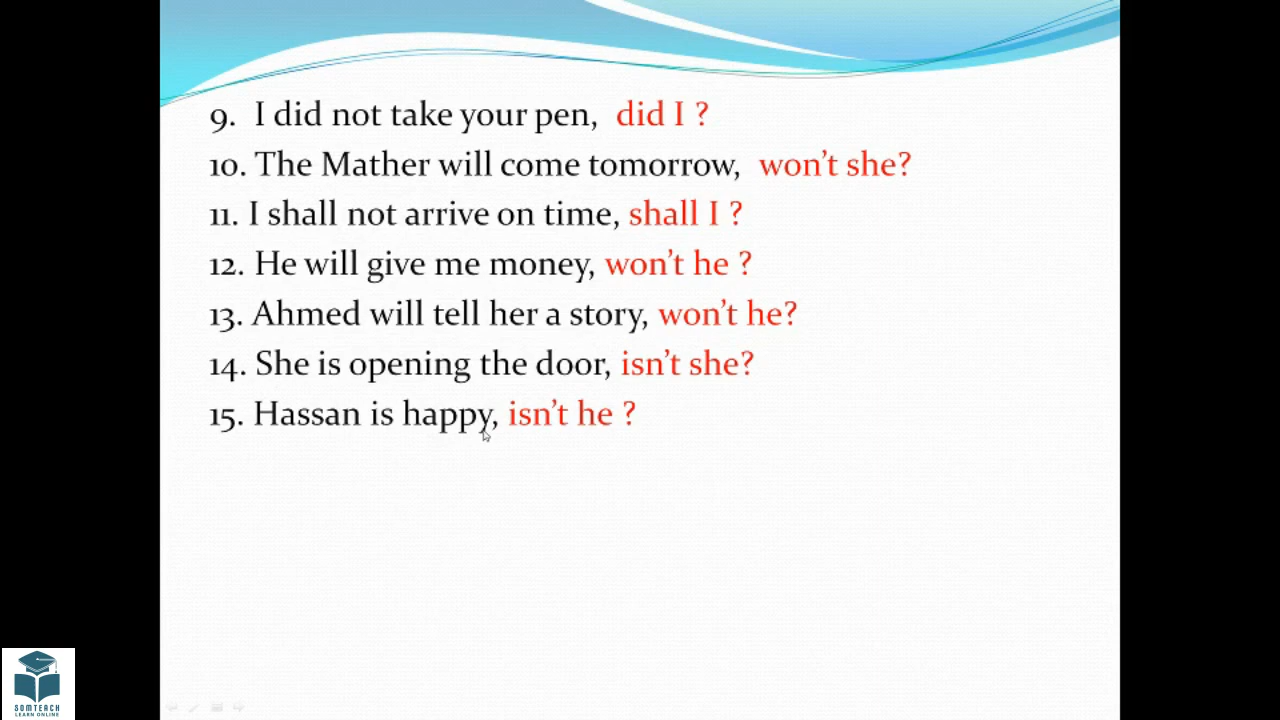 9. I did not take your pen, did I ?
10. The Mather will come tomorrow, won't she?
11. I shall not arrive on time, shall I ?
12. He will give me money, won't he ?
13. Ahmed will tell her a story, won't he?
14. She is opening the door, isn't she?
15. Hassan is happy, isn't he ?
SOMTEACH
LEARN ONLINE